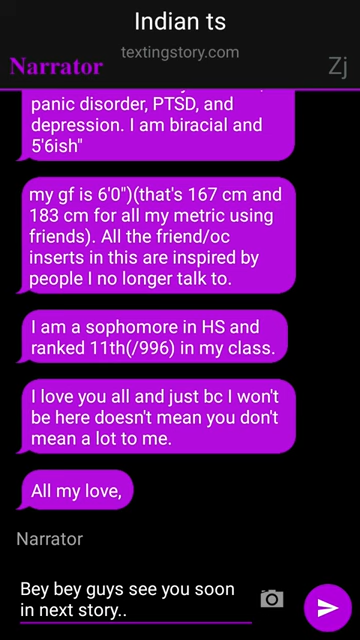 Indian ts
textingstory.com
Narrator
Zj
panic disorder, PTSD, and
depression. I am biracial and
5'6ish"
my gf is 6'0")(that's 167 cm and
183 cm for all my metric using
friends). All the friend/oc
inserts in this are inspired by
people I no longer talk to.
I am a sophomore in HS and
ranked 11th(/996) in my class.
I love you all and just bc I won't
be here doesn't mean you don't
mean a lot to me.
All my love,
Narrator
Bey bey guys see you soon
in next story..